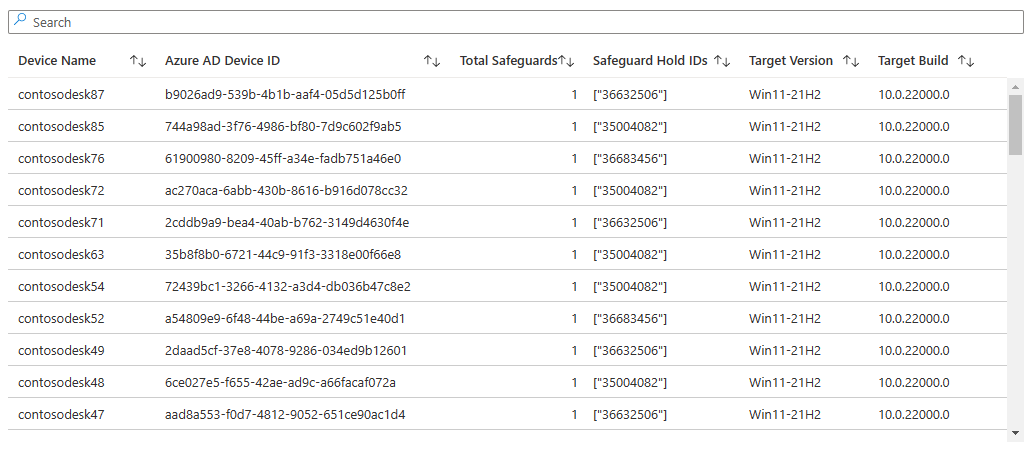 Search
Device Name Azure AD Device ID Total Safeguards Safeguard Hold IDs Target Version Target Build
contosodesk87 b9026ad9-539b-4b1b-aaf4-05d5d125b0ff 1 ["36632506"] Win11-21H2 10.0.22000.0
contosodesk85 744a98ad-3f76-4986-bf80-7d9c602f9ab5 1 ["35004082"] Win11-21H2 10.0.22000.0
contosodesk76 61900980-8209-45ff-a34e-fadb751a46e0 1 ["36683456"] Win11-21H2 10.0.22000.0
contosodesk72 ac270aca-6abb-430b-8616-b916d078cc32 1 ["35004082"] Win11-21H2 10.0.22000.0
contosodesk71 2cddb9a9-bea4-40ab-b762-3149d4630f4e 1 ["36632506"] Win11-21H2 10.0.22000.0
contosodesk63 35b8f8b0-6721-44c9-91f3-3318e00f66e8 1 ["35004082"] Win11-21H2 10.0.22000.0
contosodesk54 72439bc1-3266-4132-a3d4-db036b47c8e2 1 ["35004082"] Win11-21H2 10.0.22000.0
contosodesk52 a54809e9-6f48-44be-a69a-2749c51e40d1 1 ["36683456"] Win11-21H2 10.0.22000.0
contosodesk49 2daad5cf-37e8-4078-9286-034ed9b12601 1 ["36632506"] Win11-21H2 10.0.22000.0
contosodesk48 6ce027e5-f655-42ae-ad9c-a66facaf072a 1 ["35004082"] Win11-21H2 10.0.22000.0
contosodesk47 aad8a553-f0d7-4812-9052-651ce90ac1d4 1 ["36632506"] Win11-21H2 10.0.22000.0